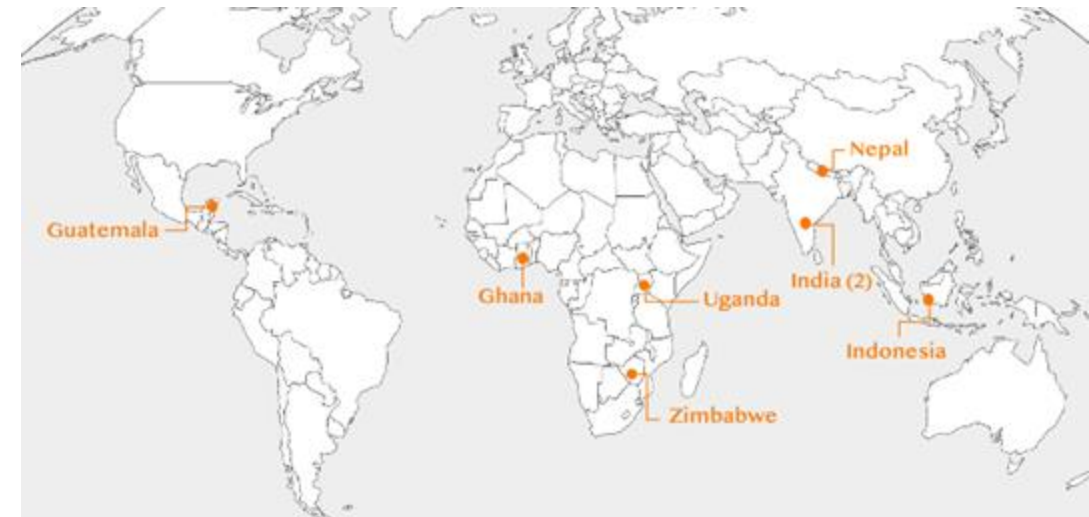 Nepal
Guatemala
India (2)
Ghana
Uganda
Indonesia
Zimbabwe